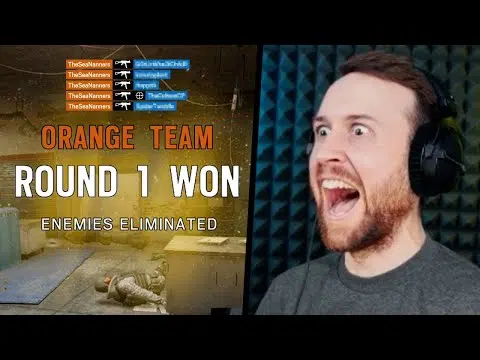 TheSeaNanners
TheSeaNanners
TheSeaNanners
TheSeaNanners
TheSeaNanners
ORANGE TEAM
ROUND 1 WON
ENEMIES ELIMINATED